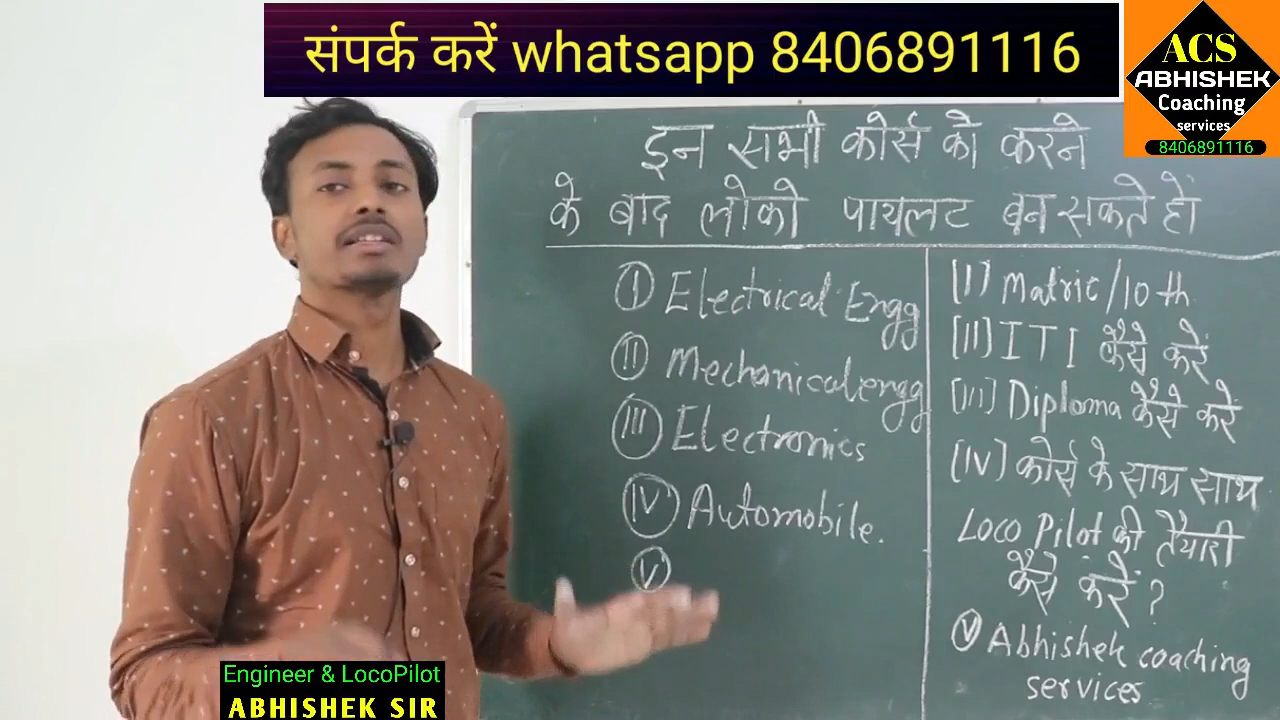 संपर्क करें whatsapp 8406891116
ACS
ABHISHEK
Coaching
services
8406891116
इन सभी कोर्स को करने
के बाद लोको पायलट बन सकते हों
(I) Electrical Engg
(II) Mechanical engg
(III) Electronics
(IV) Automobile.
(V)
[I] Matric/10th
[II] ITI कैसे करें
[III] Diploma कैसे करें
[IV] कोर्स के साथ साथ
Loco Pilot की तैयारी
कैसे करें ?
(V) Abhishek coaching
services
Engineer & LocoPilot
ABHISHEK SIR